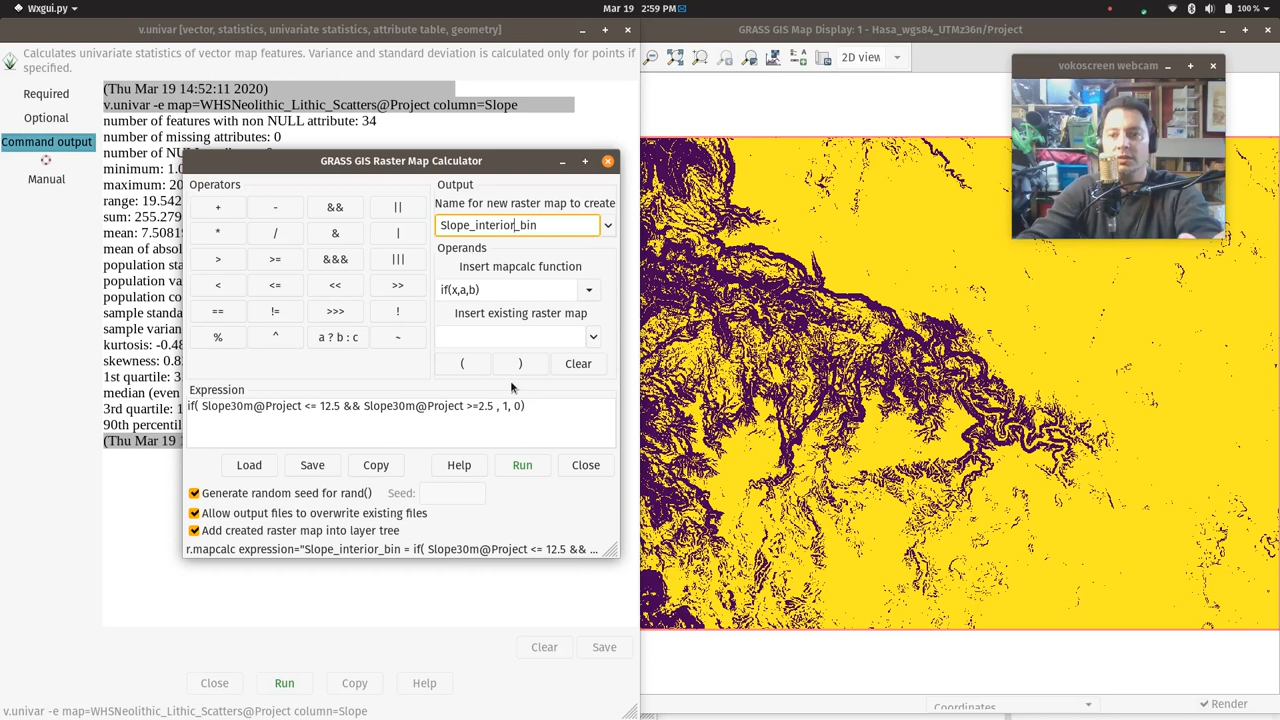 Wxgui.py
Mar 19 2:59 PM
100 %
v.univar [vector, statistics, univariate statistics, attribute table, geometry]
GRASS GIS Map Display: 1 - Hasa_wgs84_UTMz36n/Project
Calculates univariate statistics of vector map features. Variance and standard deviation is calculated only for points if
specified.
2D view
vokoscreen webcam
Required
Optional
Command output
Manual
(Thu Mar 19 14:52:11 2020)
v.univar -e map=WHSNeolithic_Lithic_Scatters@Project column=Slope
number of features with non NULL attribute: 34
number of missing attributes: 0
number of
minimum: 1.0
maximum: 20
range: 19.542
sum: 255.279
mean: 7.5081
mean of absol
population sta
population va
population co
sample standa
sample varian
kurtosis: -0.48
skewness: 0.8
1st quartile: 3
median (even
3rd quartile: 1
90th percentil
(Thu Mar 19 1
GRASS GIS Raster Map Calculator
Operators
+ - && ||
* / & |
> >= &&& |||
< <= << >>
== != >>> !
% ^ a ? b : c ~
Output
Name for new raster map to create
Slope_interior_bin
Operands
Insert mapcalc function
if(x,a,b)
Insert existing raster map
( ) Clear
Expression
if( Slope30m@Project <= 12.5 && Slope30m@Project >=2.5 , 1, 0)
Load Save Copy Help Run Close
Generate random seed for rand() Seed:
Allow output files to overwrite existing files
Add created raster map into layer tree
r.mapcalc expression="Slope_interior_bin = if( Slope30m@Project <= 12.5 && ...
Clear Save
Close Run Copy Help
v.univar -e map=WHSNeolithic_Lithic_Scatters@Project column=Slope
Coordinates
Render